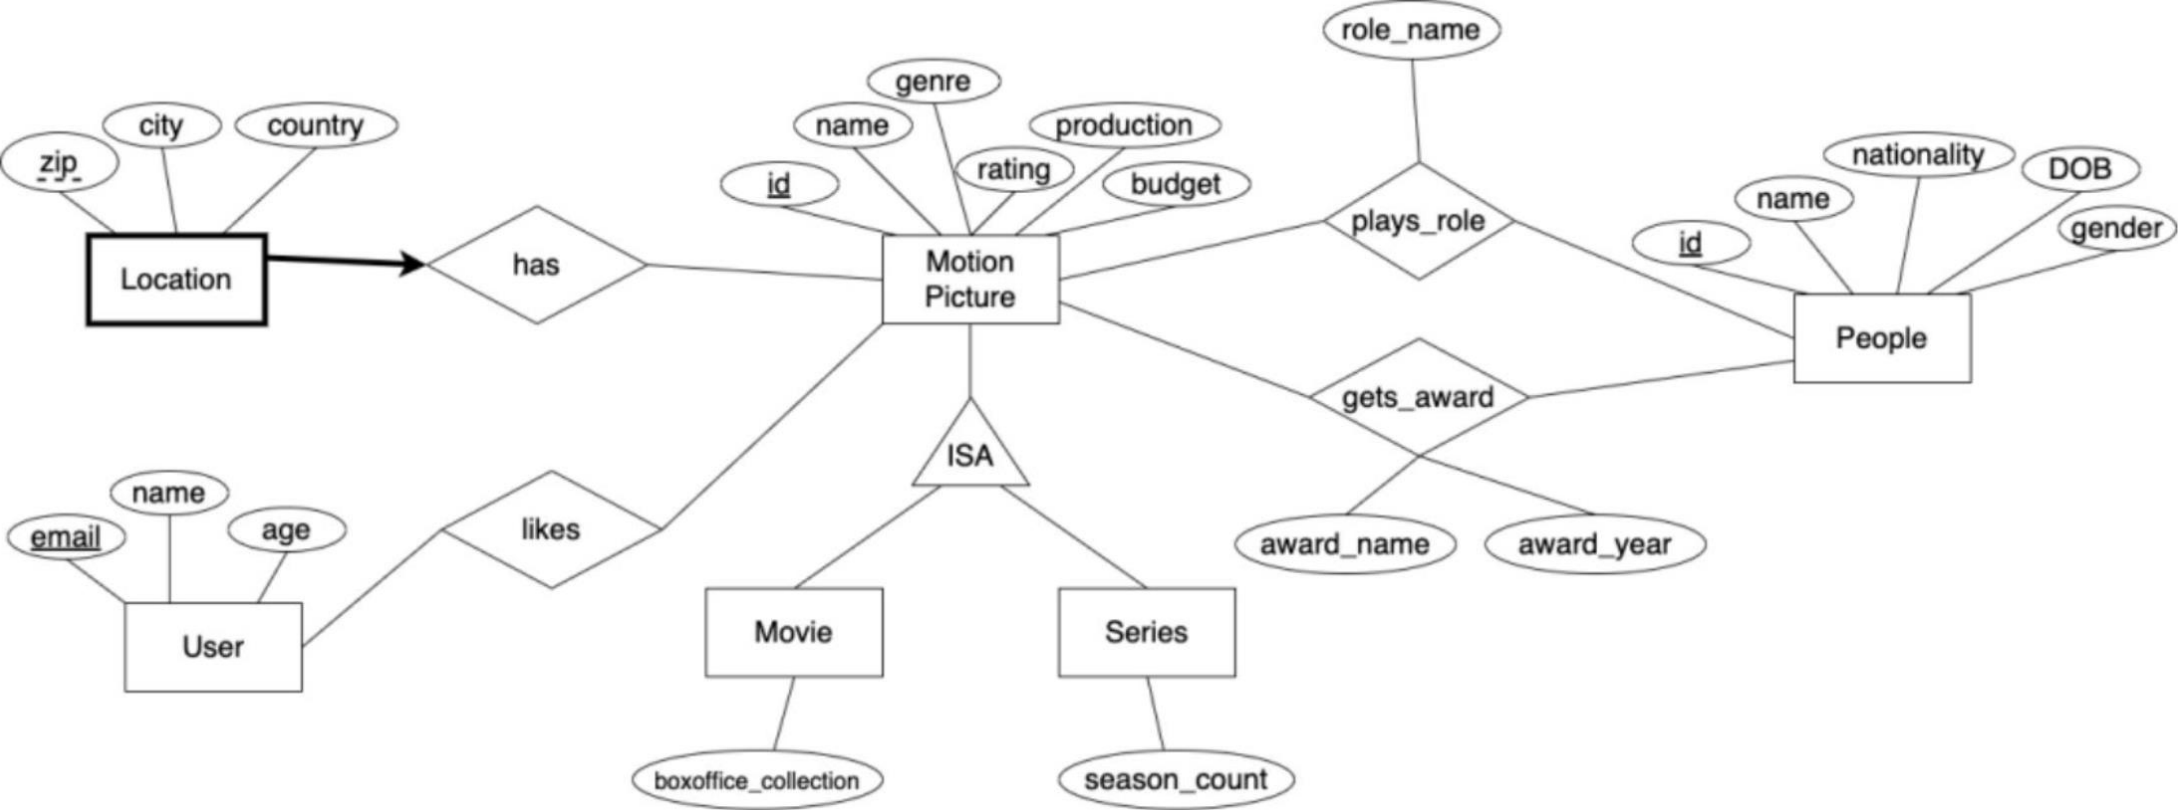 role_name
genre
city
country
name
production
zip
rating
nationality
DOB
id
budget
name
gender
plays_role
id
has
Location
Motion
Picture
People
gets_award
ISA
name
email
age
likes
award_name
award_year
User
Movie
Series
boxoffice_collection
season_count